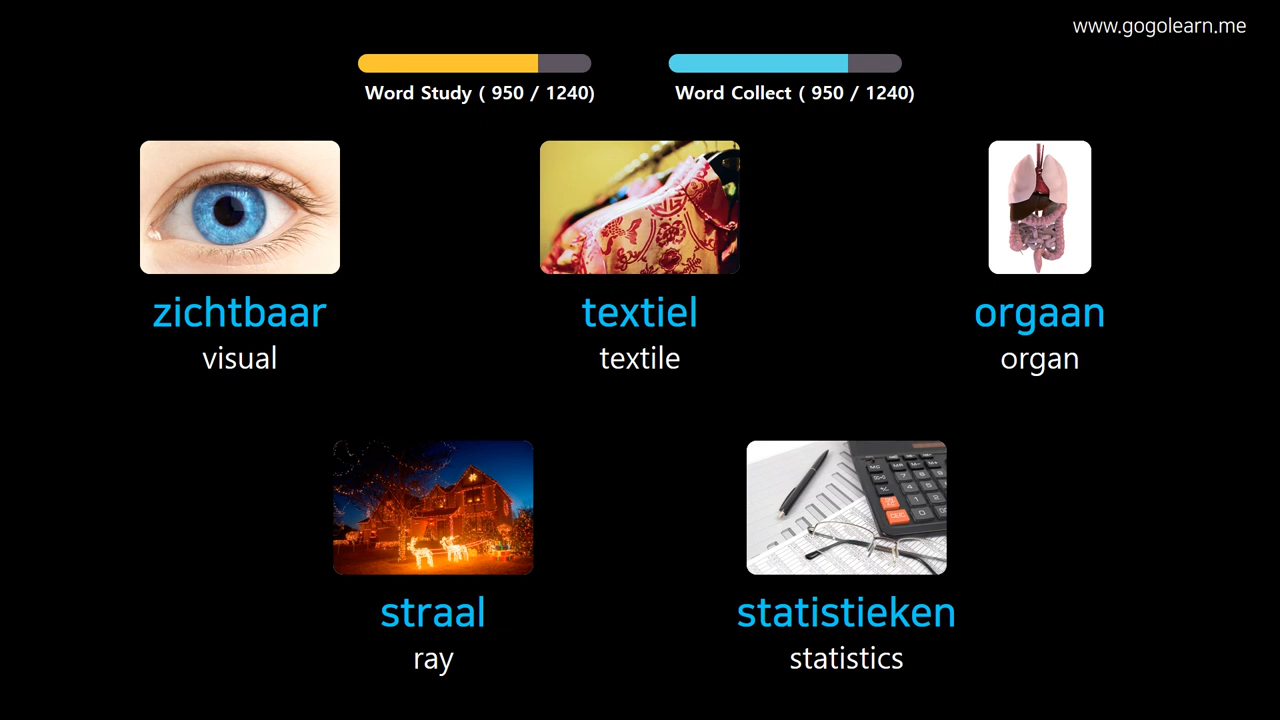 www.gogolearn.me
Word Study ( 950 / 1240)
Word Collect ( 950 / 1240)
zichtbaar
visual
textiel
textile
orgaan
organ
straal
ray
statistieken
statistics